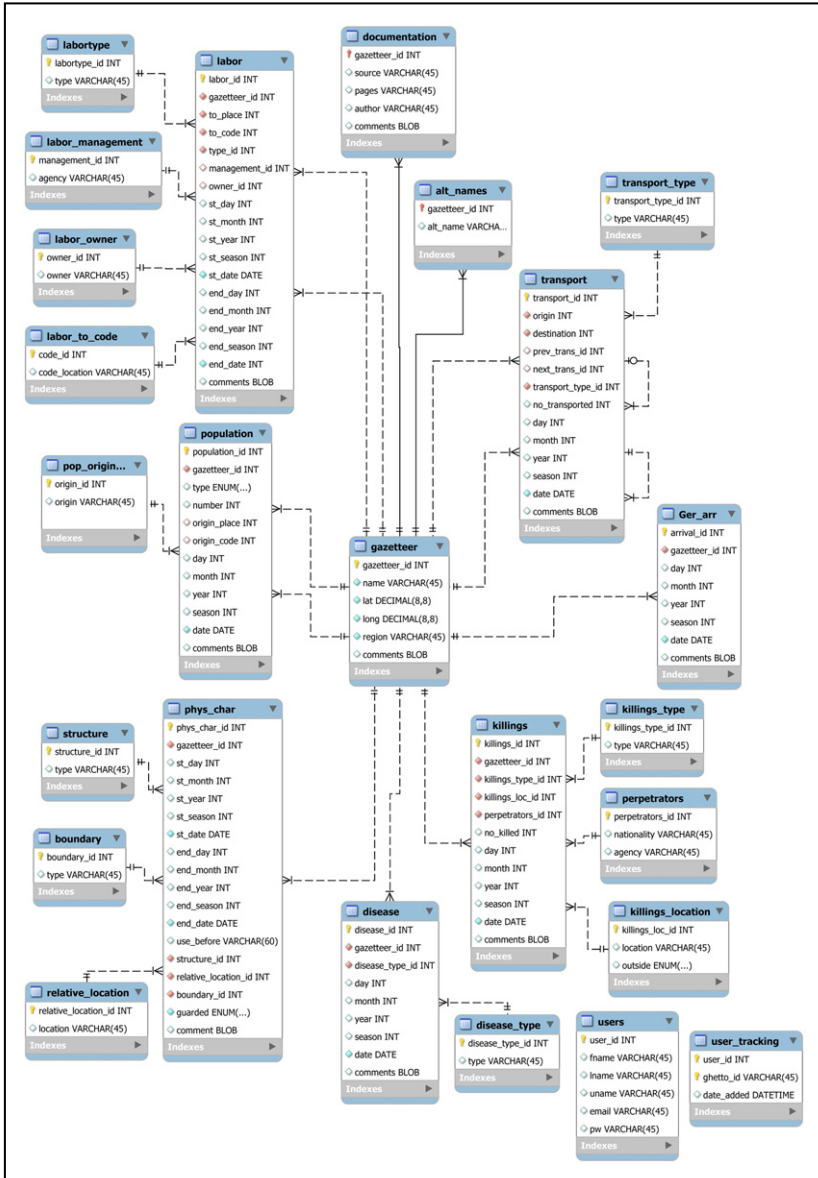 labortype
labortype_id INT
type VARCHAR(45)
Indexes
labor_management
management_id INT
agency VARCHAR(45)
Indexes
labor_owner
owner_id INT
owner VARCHAR(45)
Indexes
labor_to_code
code_id INT
code_location VARCHAR(45)
Indexes
labor
labor_id INT
gazetteer_id INT
to_place INT
to_code INT
type_id INT
management_id INT
owner_id INT
st_day INT
st_month INT
st_year INT
st_season INT
st_date DATE
end_day INT
end_month INT
end_year INT
end_season INT
end_date INT
comments BLOB
Indexes
documentation
gazetteer_id INT
source VARCHAR(45)
pages VARCHAR(45)
author VARCHAR(45)
comments BLOB
Indexes
alt_names
gazetteer_id INT
alt_name VARCHA...
Indexes
transport_type
transport_type_id INT
type VARCHAR(45)
Indexes
transport
transport_id INT
origin INT
destination INT
prev_trans_id INT
next_trans_id INT
transport_type_id INT
no_transported INT
day INT
month INT
year INT
season INT
date DATE
comments BLOB
Indexes
pop_origin...
origin_id INT
origin VARCHAR(45)
Indexes
population
population_id INT
gazetteer_id INT
type ENUM(...)
number INT
origin_place INT
origin_code INT
day INT
month INT
year INT
season INT
date DATE
comments BLOB
Indexes
gazetteer
gazetteer_id INT
name VARCHAR(45)
lat DECIMAL(8,8)
long DECIMAL(8,8)
region VARCHAR(45)
comments BLOB
Indexes
Ger_arr
arrival_id INT
gazetteer_id INT
day INT
month INT
year INT
season INT
date DATE
comments BLOB
Indexes
structure
structure_id INT
type VARCHAR(45)
Indexes
boundary
boundary_id INT
type VARCHAR(45)
Indexes
relative_location
relative_location_id INT
location VARCHAR(45)
Indexes
phys_char
phys_char_id INT
gazetteer_id INT
st_day INT
st_month INT
st_year INT
st_season INT
st_date DATE
end_day INT
end_month INT
end_year INT
end_season INT
end_date DATE
use_before VARCHAR(60)
structure_id INT
relative_location_id INT
boundary_id INT
guarded ENUM(...)
comment BLOB
Indexes
killings
killings_id INT
gazetteer_id INT
killings_type_id INT
killings_loc_id INT
perpetrators_id INT
no_killed INT
day INT
month INT
year INT
season INT
date DATE
comments BLOB
Indexes
killings_type
killings_type_id INT
type VARCHAR(45)
Indexes
perpetrators
perpetrators_id INT
nationality VARCHAR(45)
agency VARCHAR(45)
Indexes
killings_location
killings_loc_id INT
location VARCHAR(45)
outside ENUM(...)
Indexes
disease
disease_id INT
gazetteer_id INT
disease_type_id INT
day INT
month INT
year INT
season INT
date DATE
comments BLOB
Indexes
disease_type
disease_type_id INT
type VARCHAR(45)
Indexes
users
user_id INT
fname VARCHAR(45)
lname VARCHAR(45)
uname VARCHAR(45)
email VARCHAR(45)
pw VARCHAR(45)
Indexes
user_tracking
user_id INT
ghetto_id VARCHAR(45)
date_added DATETIME
Indexes